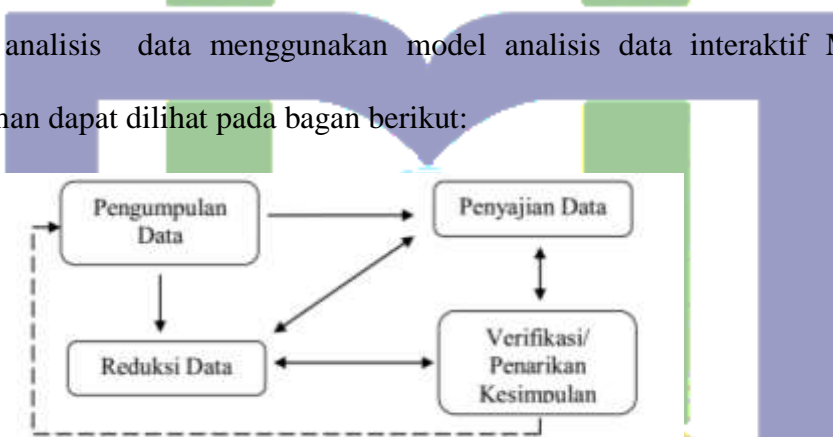 analisis data menggunakan model analisis data interaktif
dapat dilihat pada bagan berikut:
Pengumpulan
Data
Penyajian Data
Reduksi Data
Verifikasi/
Penarikan
Kesimpulan